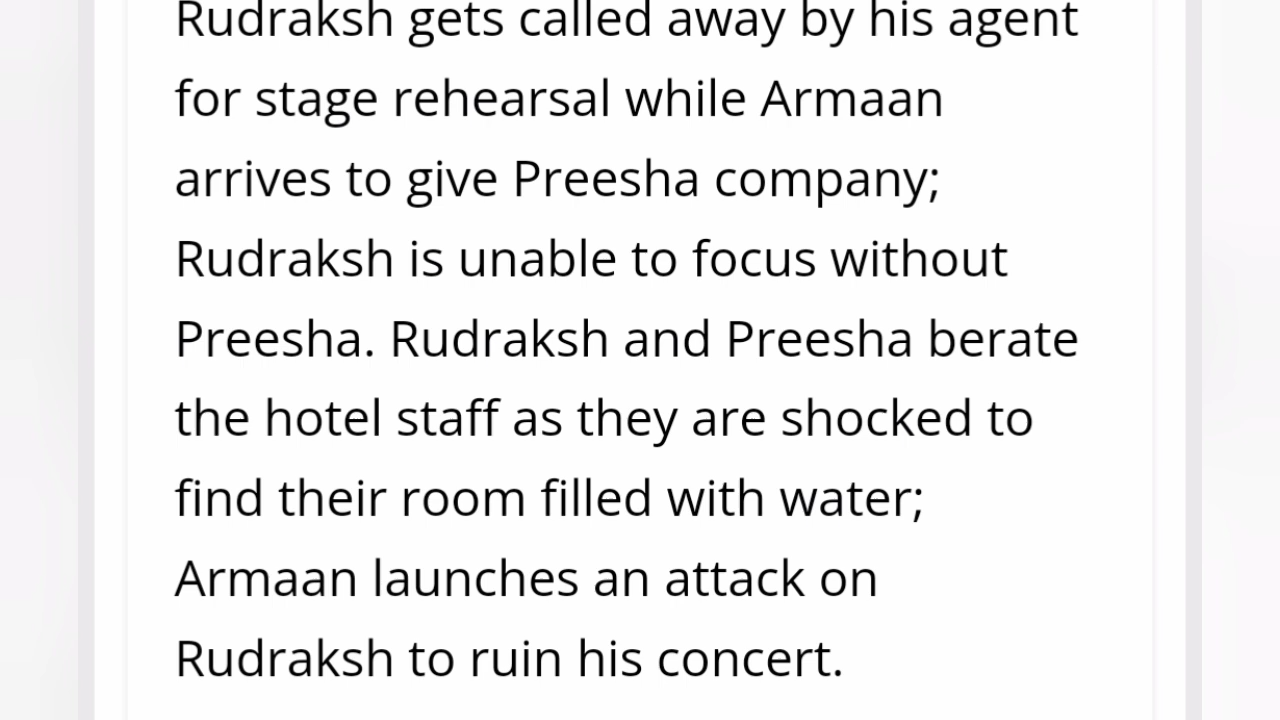 Rudraksh gets called away by his agent
for stage rehearsal while Armaan
arrives to give Preesha company;
Rudraksh is unable to focus without
Preesha. Rudraksh and Preesha berate
the hotel staff as they are shocked to
find their room filled with water;
Armaan launches an attack on
Rudraksh to ruin his concert.